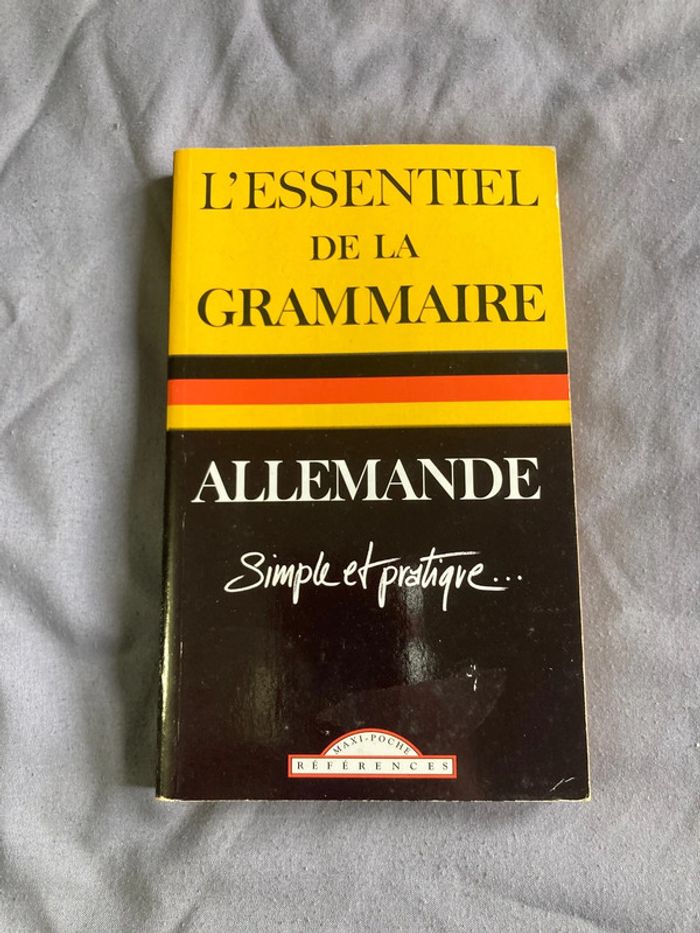 L'ESSENTIEL
DE LA
GRAMMAIRE
ALLEMANDE
Simple et pratique...
MAXI-POCHE
RÉFÉRENCES